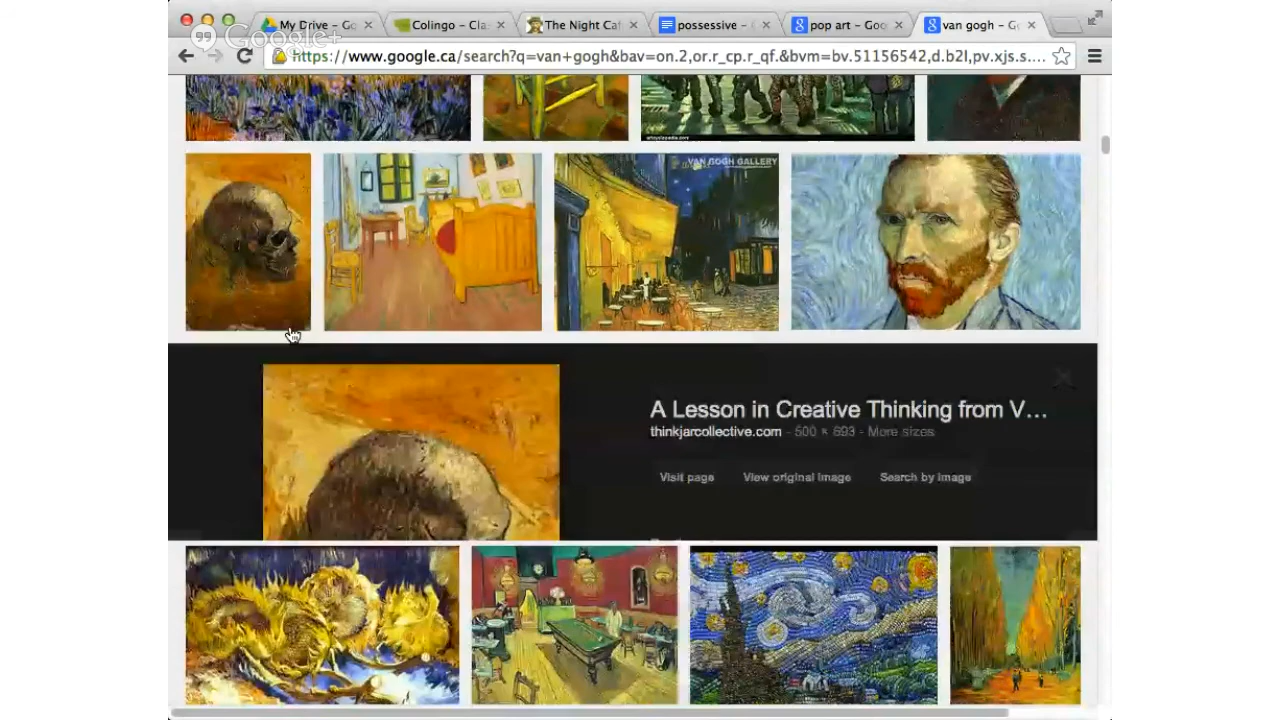 My Drive - Go
Colingo - Clas
The Night Caf
possessive -
pop art - Goo
van gogh - Go
Google+
https://www.google.ca/search?q=van+gogh&bav=on.2,or.r_cp.r_qf.&bvm=bv.51156542,d.b2I,pv.xjs.s....
VAN GOGH GALLERY
A Lesson in Creative Thinking from V...
thinkjarcollective.com - 500 × 693 - More sizes
Visit page
View original image
Search by image